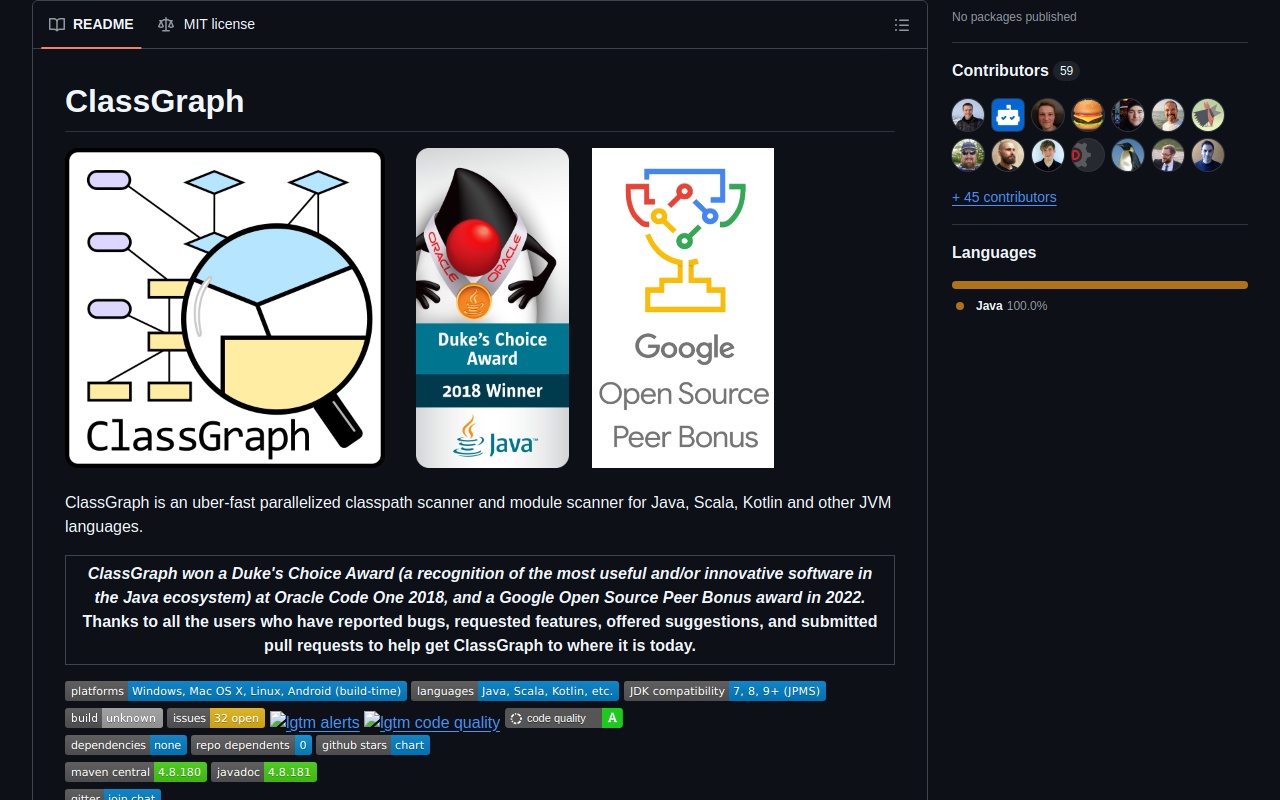 README
MIT license
No packages published
Contributors 59
+ 45 contributors
Languages
Java 100.0%
ClassGraph
ClassGraph
ORACLE ORACLE
Duke's Choice
Award
2018 Winner
Java™
Google
Open Source
Peer Bonus
ClassGraph is an uber-fast parallelized classpath scanner and module scanner for Java, Scala, Kotlin and other JVM
languages.
ClassGraph won a Duke's Choice Award (a recognition of the most useful and/or innovative software in
the Java ecosystem) at Oracle Code One 2018, and a Google Open Source Peer Bonus award in 2022.
Thanks to all the users who have reported bugs, requested features, offered suggestions, and submitted
pull requests to help get ClassGraph to where it is today.
platforms Windows, Mac OS X, Linux, Android (build-time) languages Java, Scala, Kotlin, etc. JDK compatibility 7, 8, 9+ (JPMS)
build unknown issues 32 open lgtm alerts lgtm code quality code quality A
dependencies none repo dependents 0 github stars chart
maven central 4.8.180 javadoc 4.8.181
gitter join chat